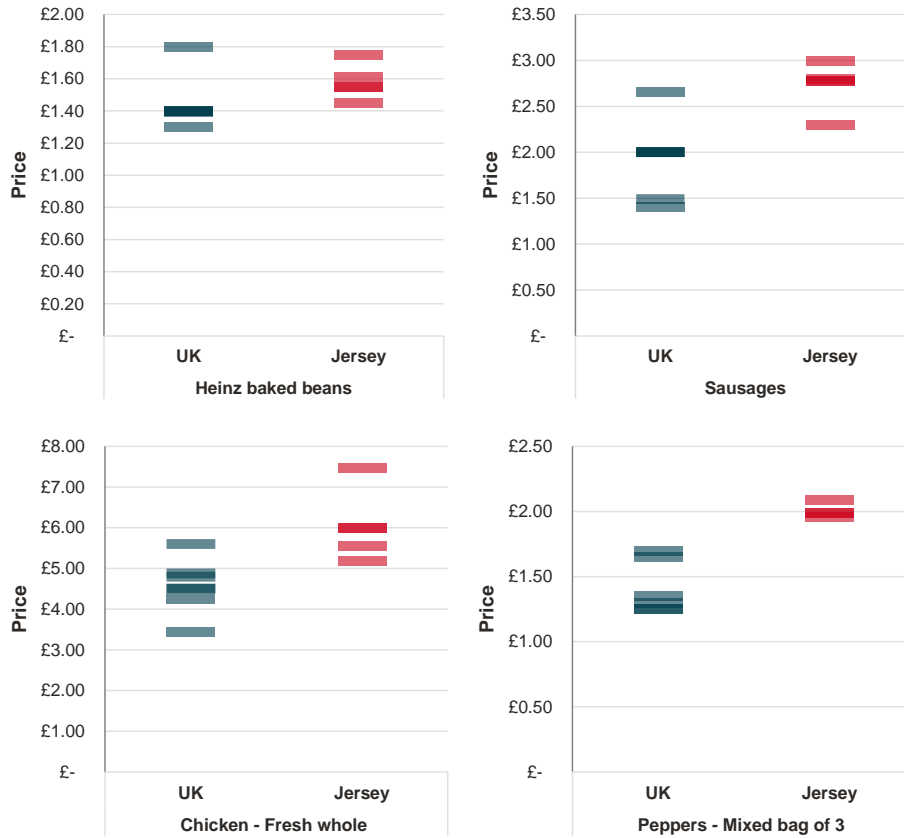 £2.00
£1.80
£1.60
£1.40
£1.20
£1.00
£0.80
£0.60
£0.40
£0.20
£-
Price
UK Jersey
Heinz baked beans
£3.50
£3.00
£2.50
£2.00
£1.50
£1.00
£0.50
£-
Price
UK Jersey
Sausages
£8.00
£7.00
£6.00
£5.00
£4.00
£3.00
£2.00
£1.00
£-
Price
UK Jersey
Chicken - Fresh whole
£2.50
£2.00
£1.50
£1.00
£0.50
£-
Price
UK Jersey
Peppers - Mixed bag of 3